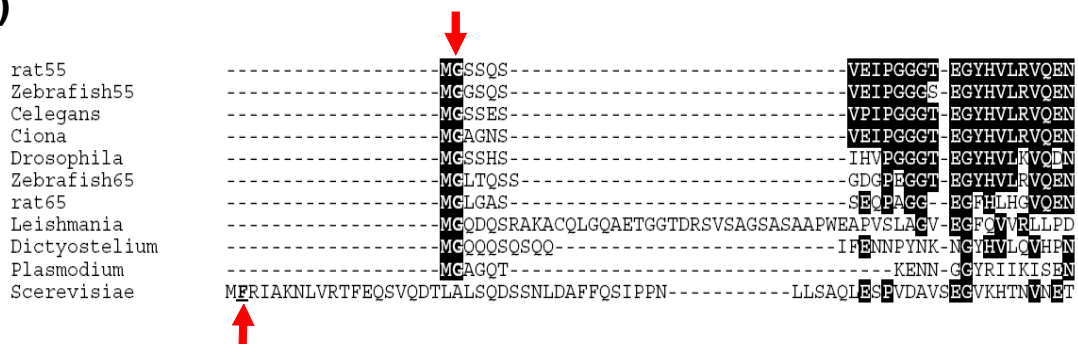 )
rat55 -------------------MGSSQS------------------------------VEIPGGGT-EGYHVLRVQEN
Zebrafish55 -------------------MGGSQS------------------------------VEIPGGGS-EGYHVLRVQEN
Celegans -------------------MGSSES------------------------------VPIPGGGT-EGYHVLRVQEN
Ciona -------------------MGAGNS------------------------------VEIPGGGT-EGYHVLRVQEN
Drosophila -------------------MGSSHS------------------------------IHVPGGGT-EGYHVLKVQDN
Zebrafish65 -------------------MGLTQSS-----------------------------GDGPEGGT-EGYHVLRVQEN
rat65 -------------------MGLGAS-------------------------------SEQPAGG-EGFHLHGVQEN
Leishmania -------------------MGQDQSRAKACQLGQAETGGTDRSVSAGSASAAPWEAPVSLAGV-EGFQVVRLLPD
Dictyostelium -------------------MGQQQSQSQQ-------------------------IFENNPYNK-NGYHVLQVHPN
Plasmodium -------------------MGAGQT----------------------------------KENN-GGYRIIKISEN
Scerevisiae MFRIAKNLVRTFEQSVQDTLALSQDSSNLDAFFQSIPPN-----------LLSAQLESPVDAVSEGVKHTNVNET